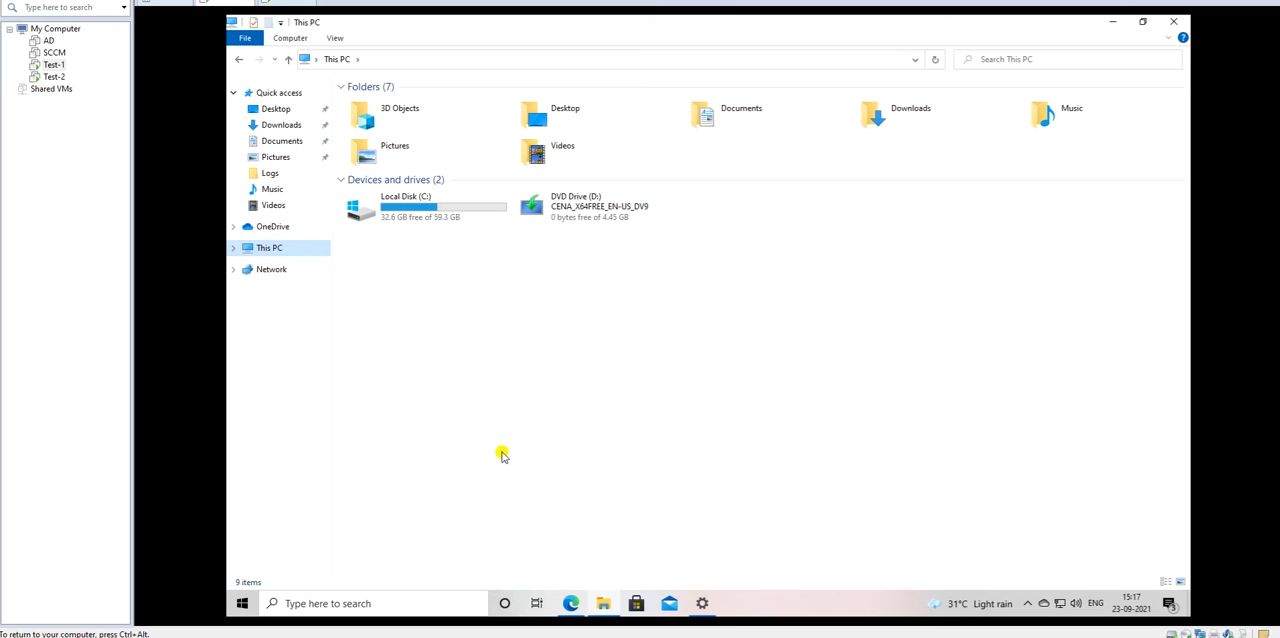 Type here to search
My Computer
AD
SCCM
Test-1
Test-2
Shared VMs
This PC
File
Computer
View
This PC
Search This PC
Quick access
Desktop
Downloads
Documents
Pictures
Logs
Music
Videos
OneDrive
This PC
Network
Folders (7)
3D Objects
Desktop
Documents
Downloads
Music
Pictures
Videos
Devices and drives (2)
Local Disk (C:)
32.6 GB free of 59.3 GB
DVD Drive (D:)
CENA_X64FREE_EN-US_DV9
0 bytes free of 4.45 GB
9 items
Type here to search
31°C Light rain
ENG
15:17
23-09-2021
3
To return to your computer, press Ctrl+Alt.